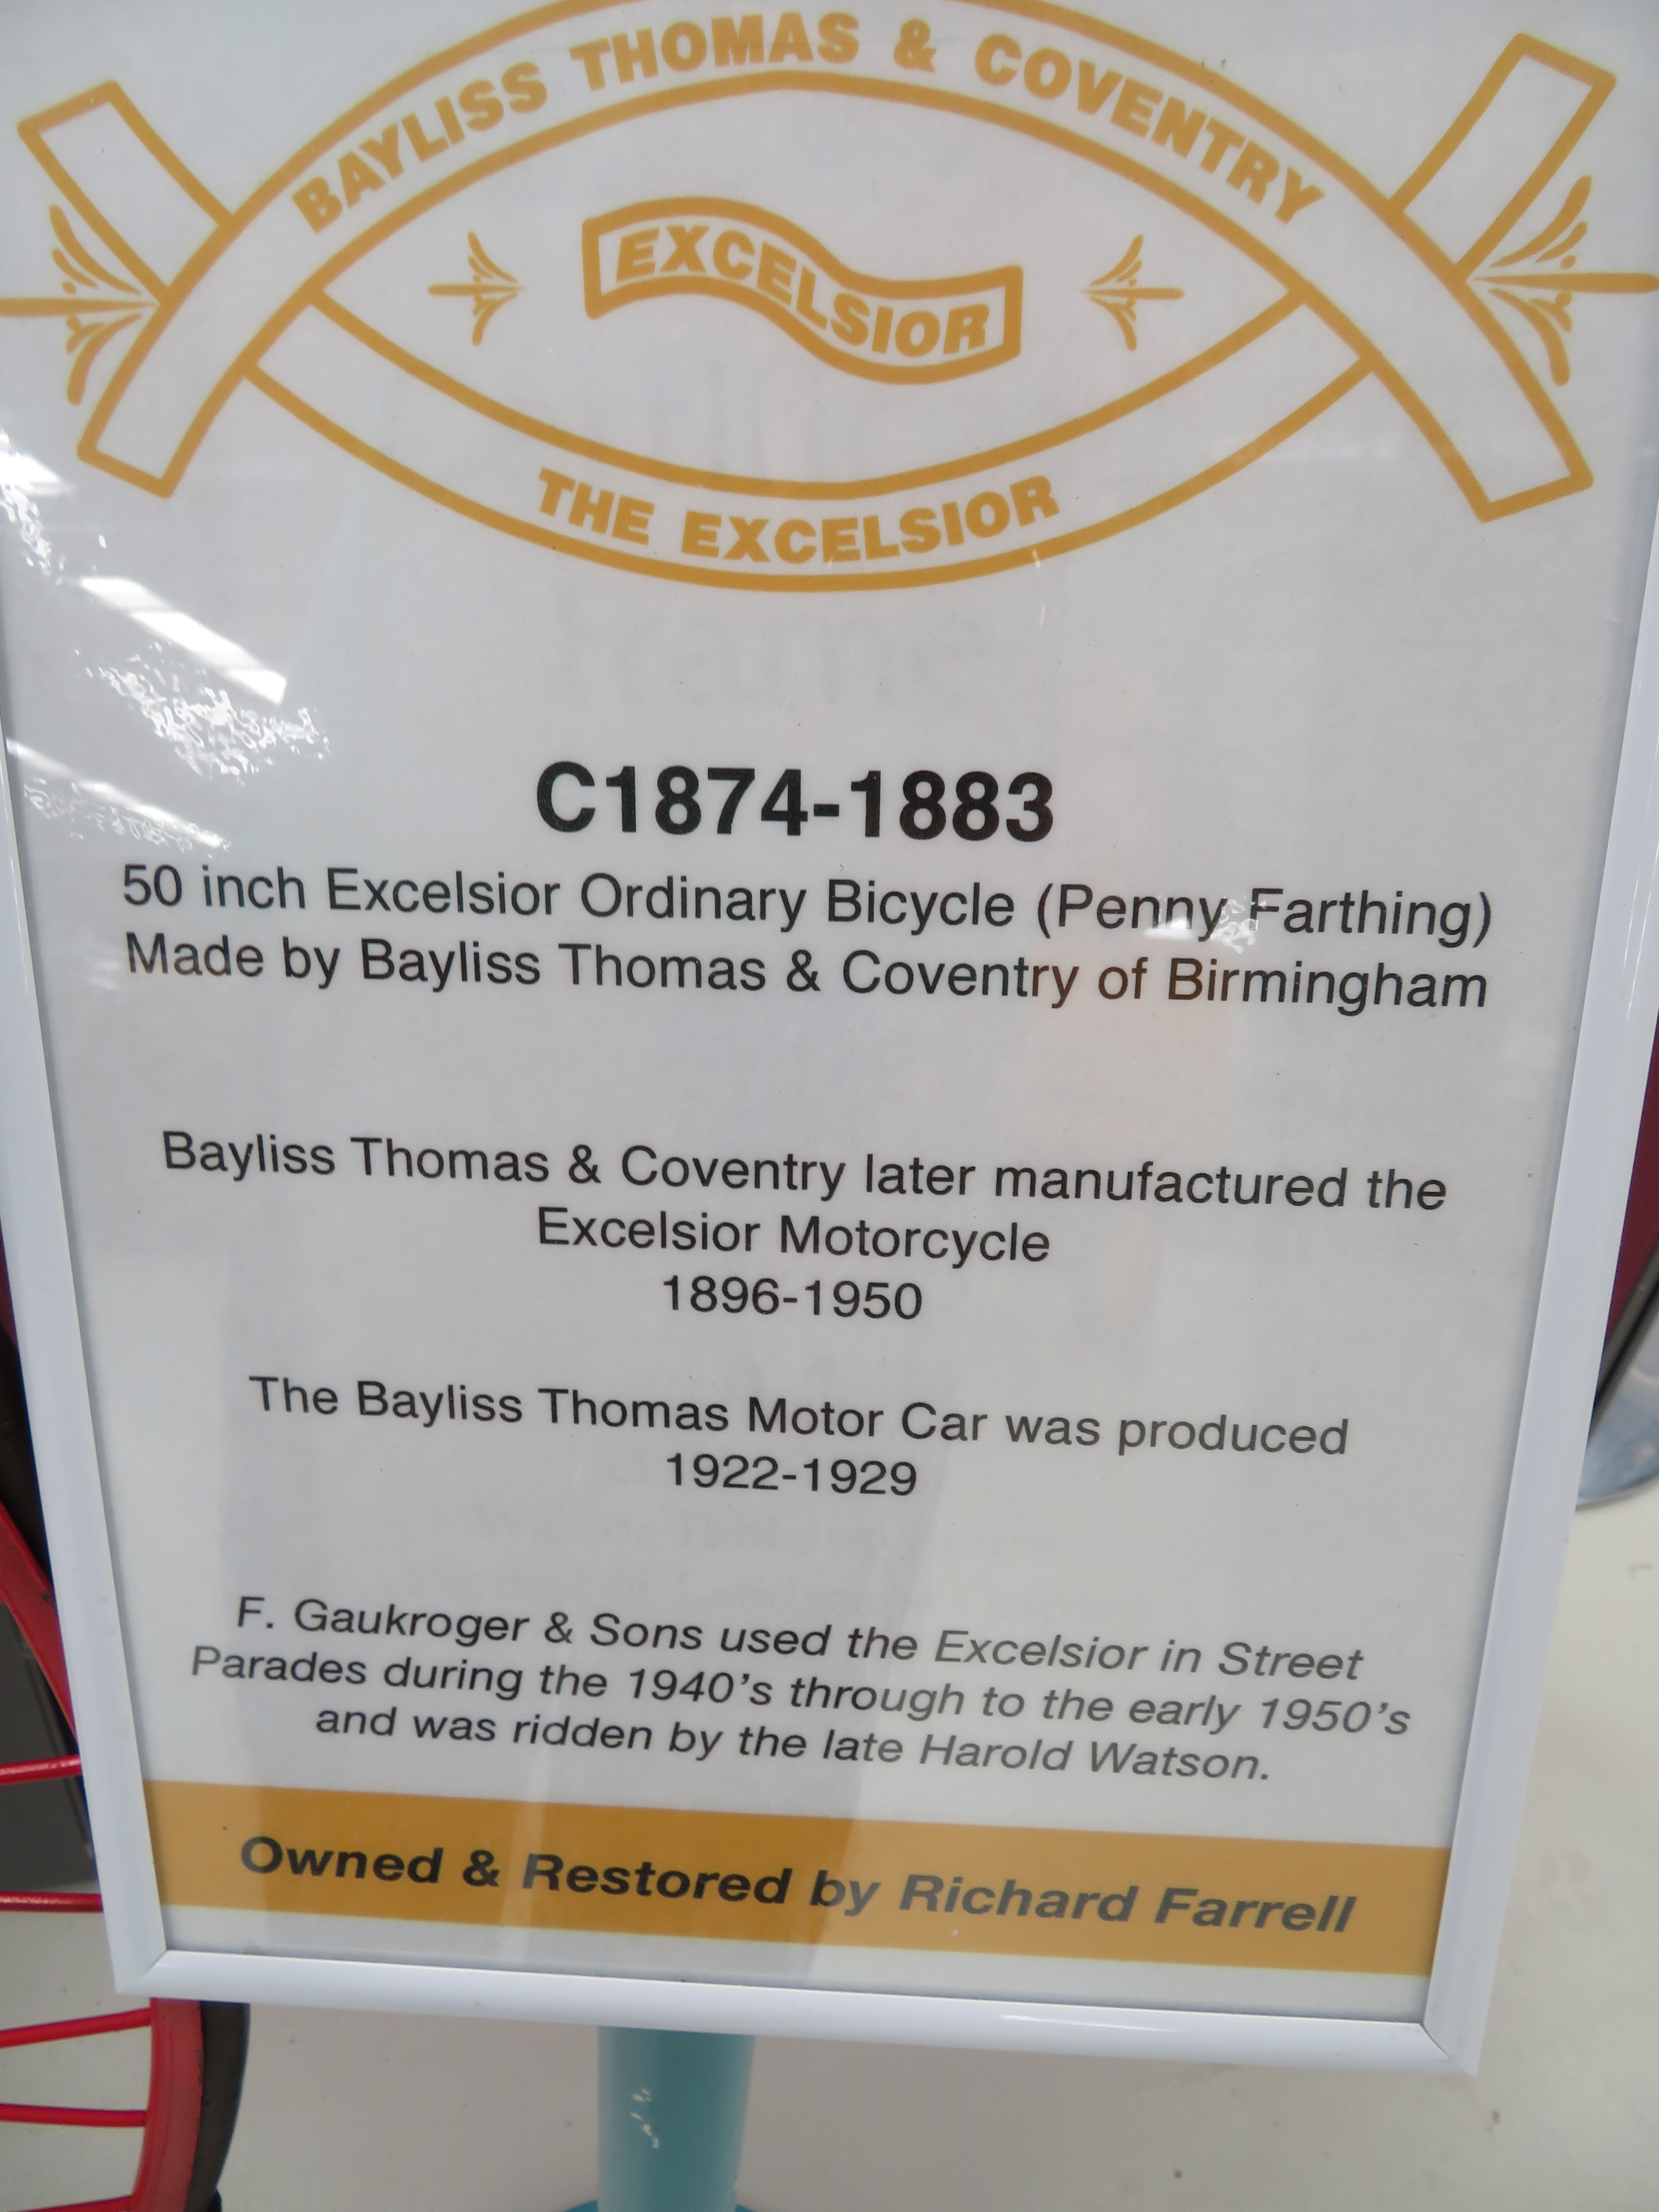 BAYLISS THOMAS & COVENTRY
EXCELSIOR
THE EXCELSIOR
C1874-1883
50 inch Excelsior Ordinary Bicycle (Penny Farthing)
Made by Bayliss Thomas & Coventry of Birmingham
Bayliss Thomas & Coventry later manufactured the
Excelsior Motorcycle
1896-1950
The Bayliss Thomas Motor Car was produced
1922-1929
F. Gaukroger & Sons used the Excelsior in Street
Parades during the 1940's through to the early 1950's
and was ridden by the late Harold Watson.
Owned & Restored by Richard Farrell